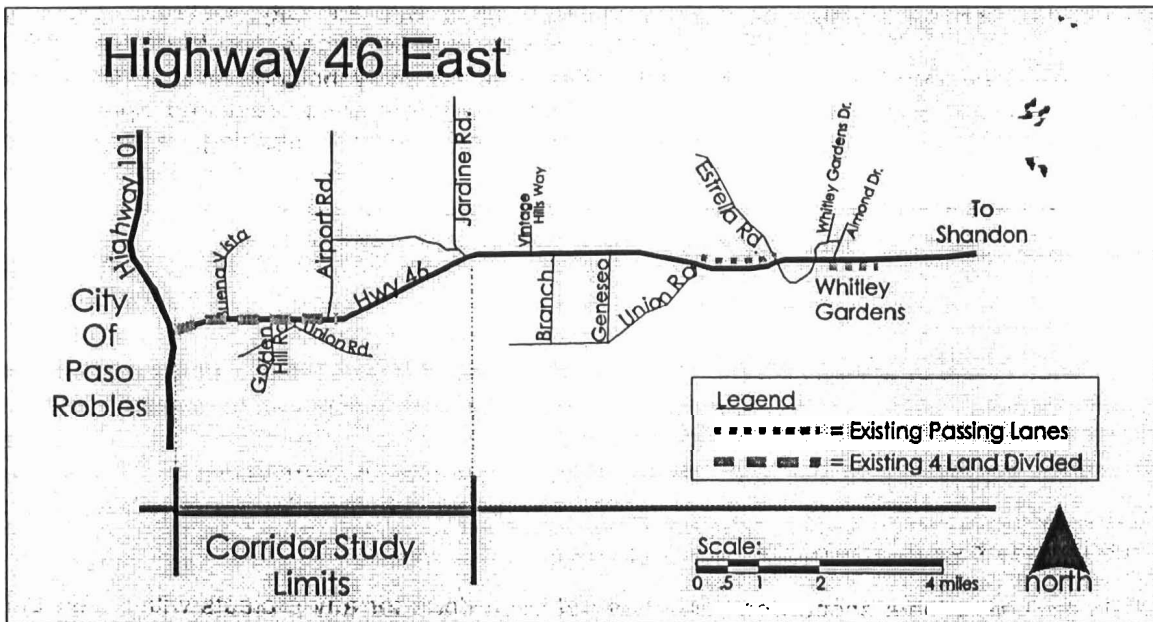 Highway 46 East
Highway 101
Buena Vista
Airport Rd.
Jardine Rd.
Vintage
Hills Way
Estrella Rd.
Whitley Gardens Dr.
Almond Dr.
To
Shandon
City
Of
Paso
Robles
Goden
Hill Rd
Union Rd.
Hwy 46
Branch
Geneseo
Union Rd
Whitley
Gardens
Legend
= Existing Passing Lanes
= Existing 4 Land Divided
Corridor Study
Limits
Scale:
0 .5 1 2 4 miles
north